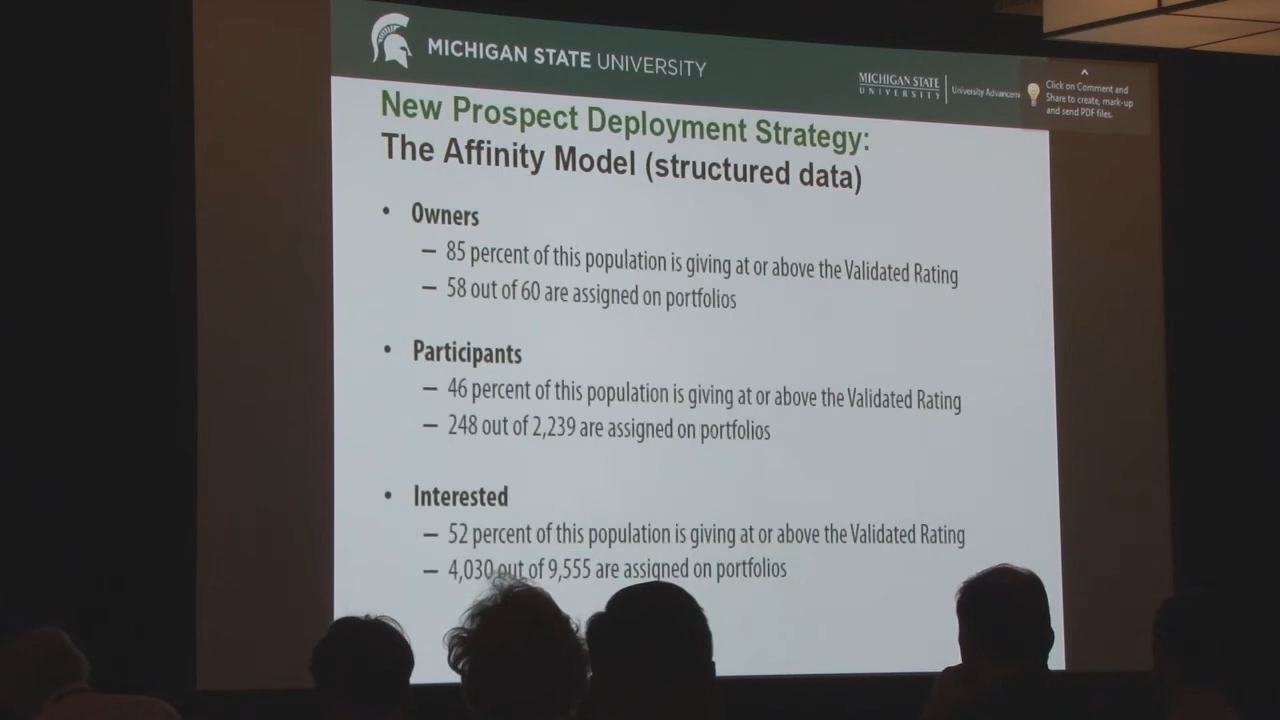 MICHIGAN STATE UNIVERSITY
MICHIGAN STATE
UNIVERSITY
University Advancem
Click on Comment and
Share to create, mark-up
and send PDF files.
New Prospect Deployment Strategy:
The Affinity Model (structured data)
• Owners
– 85 percent of this population is giving at or above the Validated Rating
– 58 out of 60 are assigned on portfolios
• Participants
– 46 percent of this population is giving at or above the Validated Rating
– 248 out of 2,239 are assigned on portfolios
• Interested
– 52 percent of this population is giving at or above the Validated Rating
– 4,030 out of 9,555 are assigned on portfolios